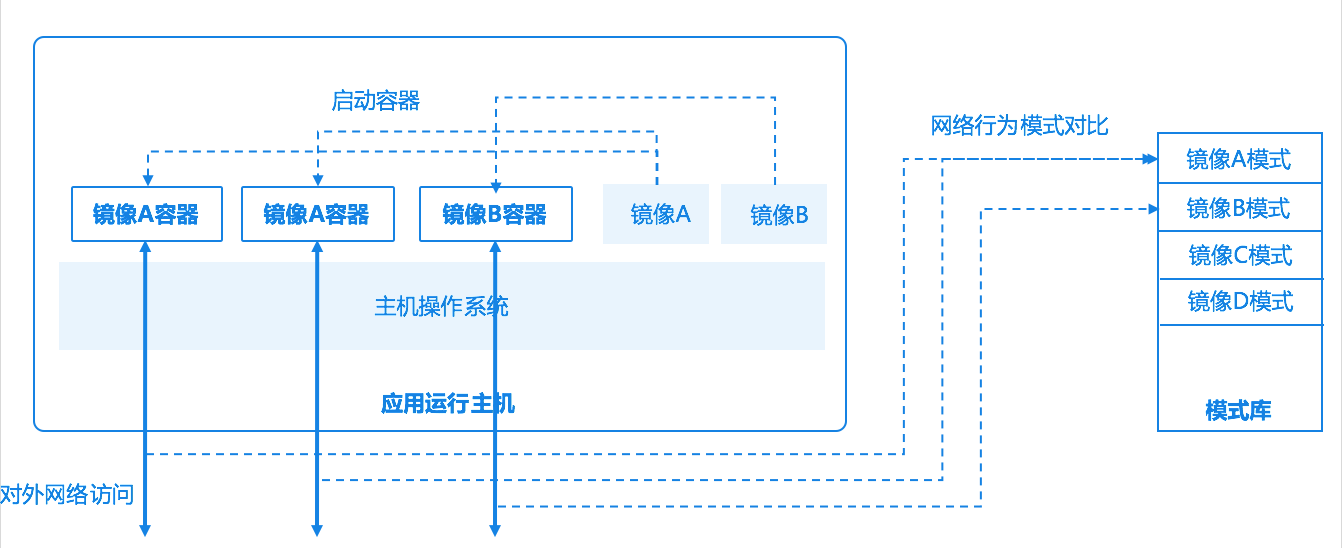 启动容器
网络行为模式对比
镜像A容器
镜像A容器
镜像B容器
镜像A
镜像B
镜像A模式
镜像B模式
镜像C模式
镜像D模式
主机操作系统
应用运行主机
模式库
对外网络访问